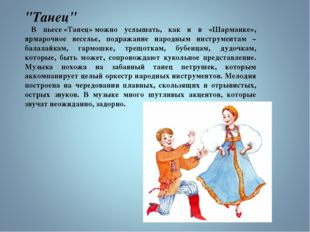 "Танец"
В пьесе «Танец» можно услышать, как и в «Шарманке»,
ярмарочное веселье, подражание народным инструментам –
балалайкам, гармошке, трещоткам, бубенцам, дудочкам,
которые, быть может, сопровождают кукольное представление.
Музыка похожа на забавный танец петрушек, которым
аккомпанирует целый оркестр народных инструментов. Мелодия
построена на чередовании плавных, скользящих и отрывистых,
острых звуков. В музыке много шутливых акцентов, которые
звучат неожиданно, задорно.